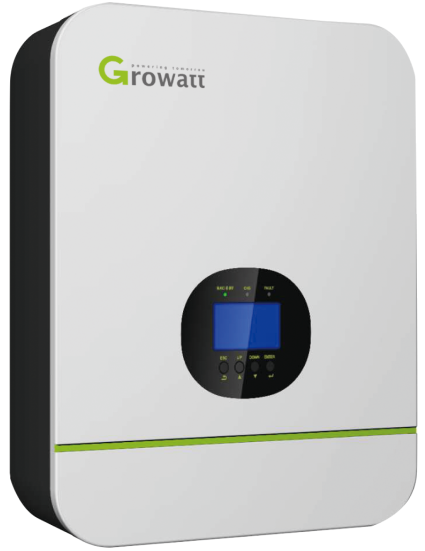 powering tomorrow
Growatt
FAULT
ESC UP DOWN ENTER